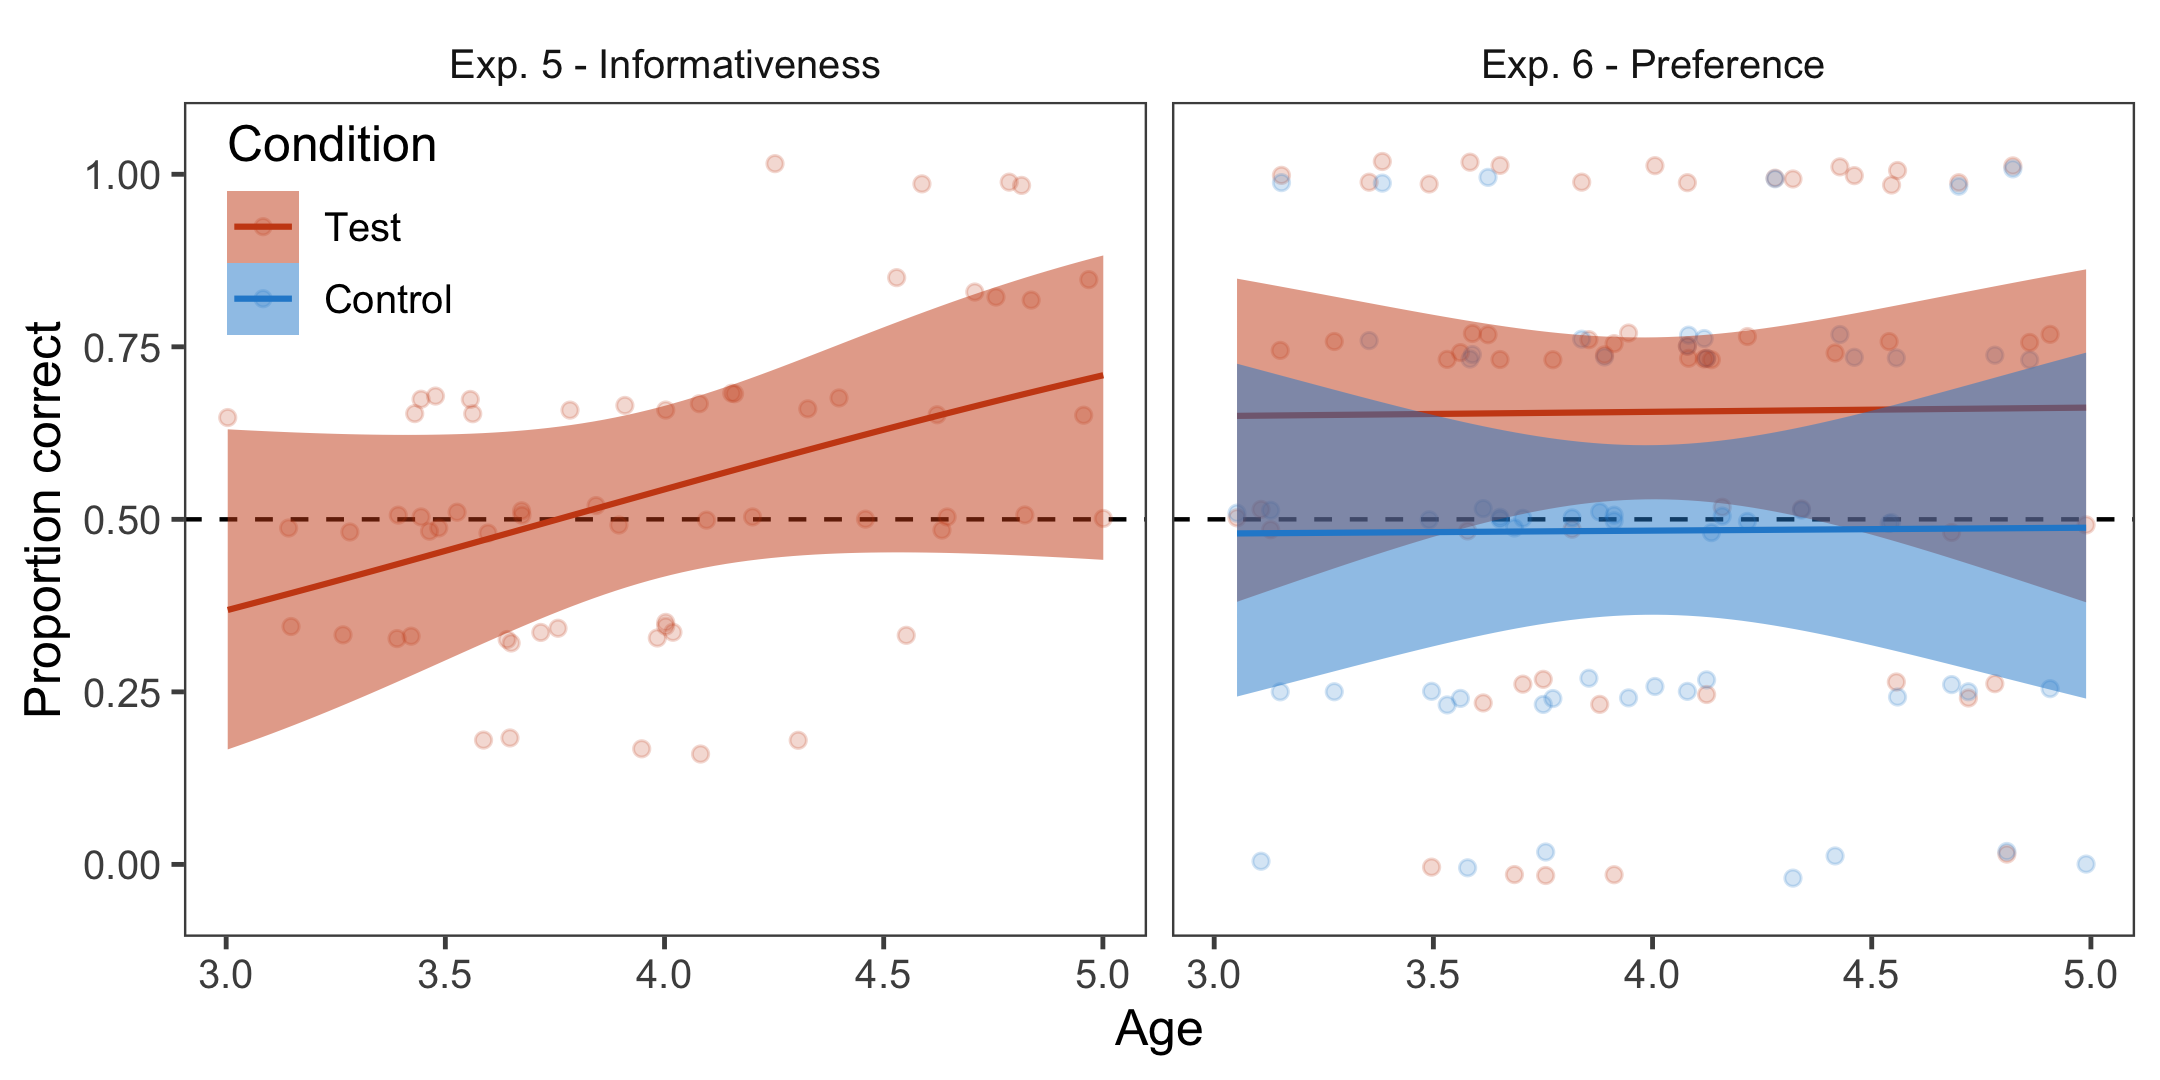 Exp. 5 - Informativeness
Exp. 6 - Preference
Condition
Test
Control
Proportion correct
1.00
0.75
0.50
0.25
0.00
3.0 3.5 4.0 4.5 5.0
3.0 3.5 4.0 4.5 5.0
Age